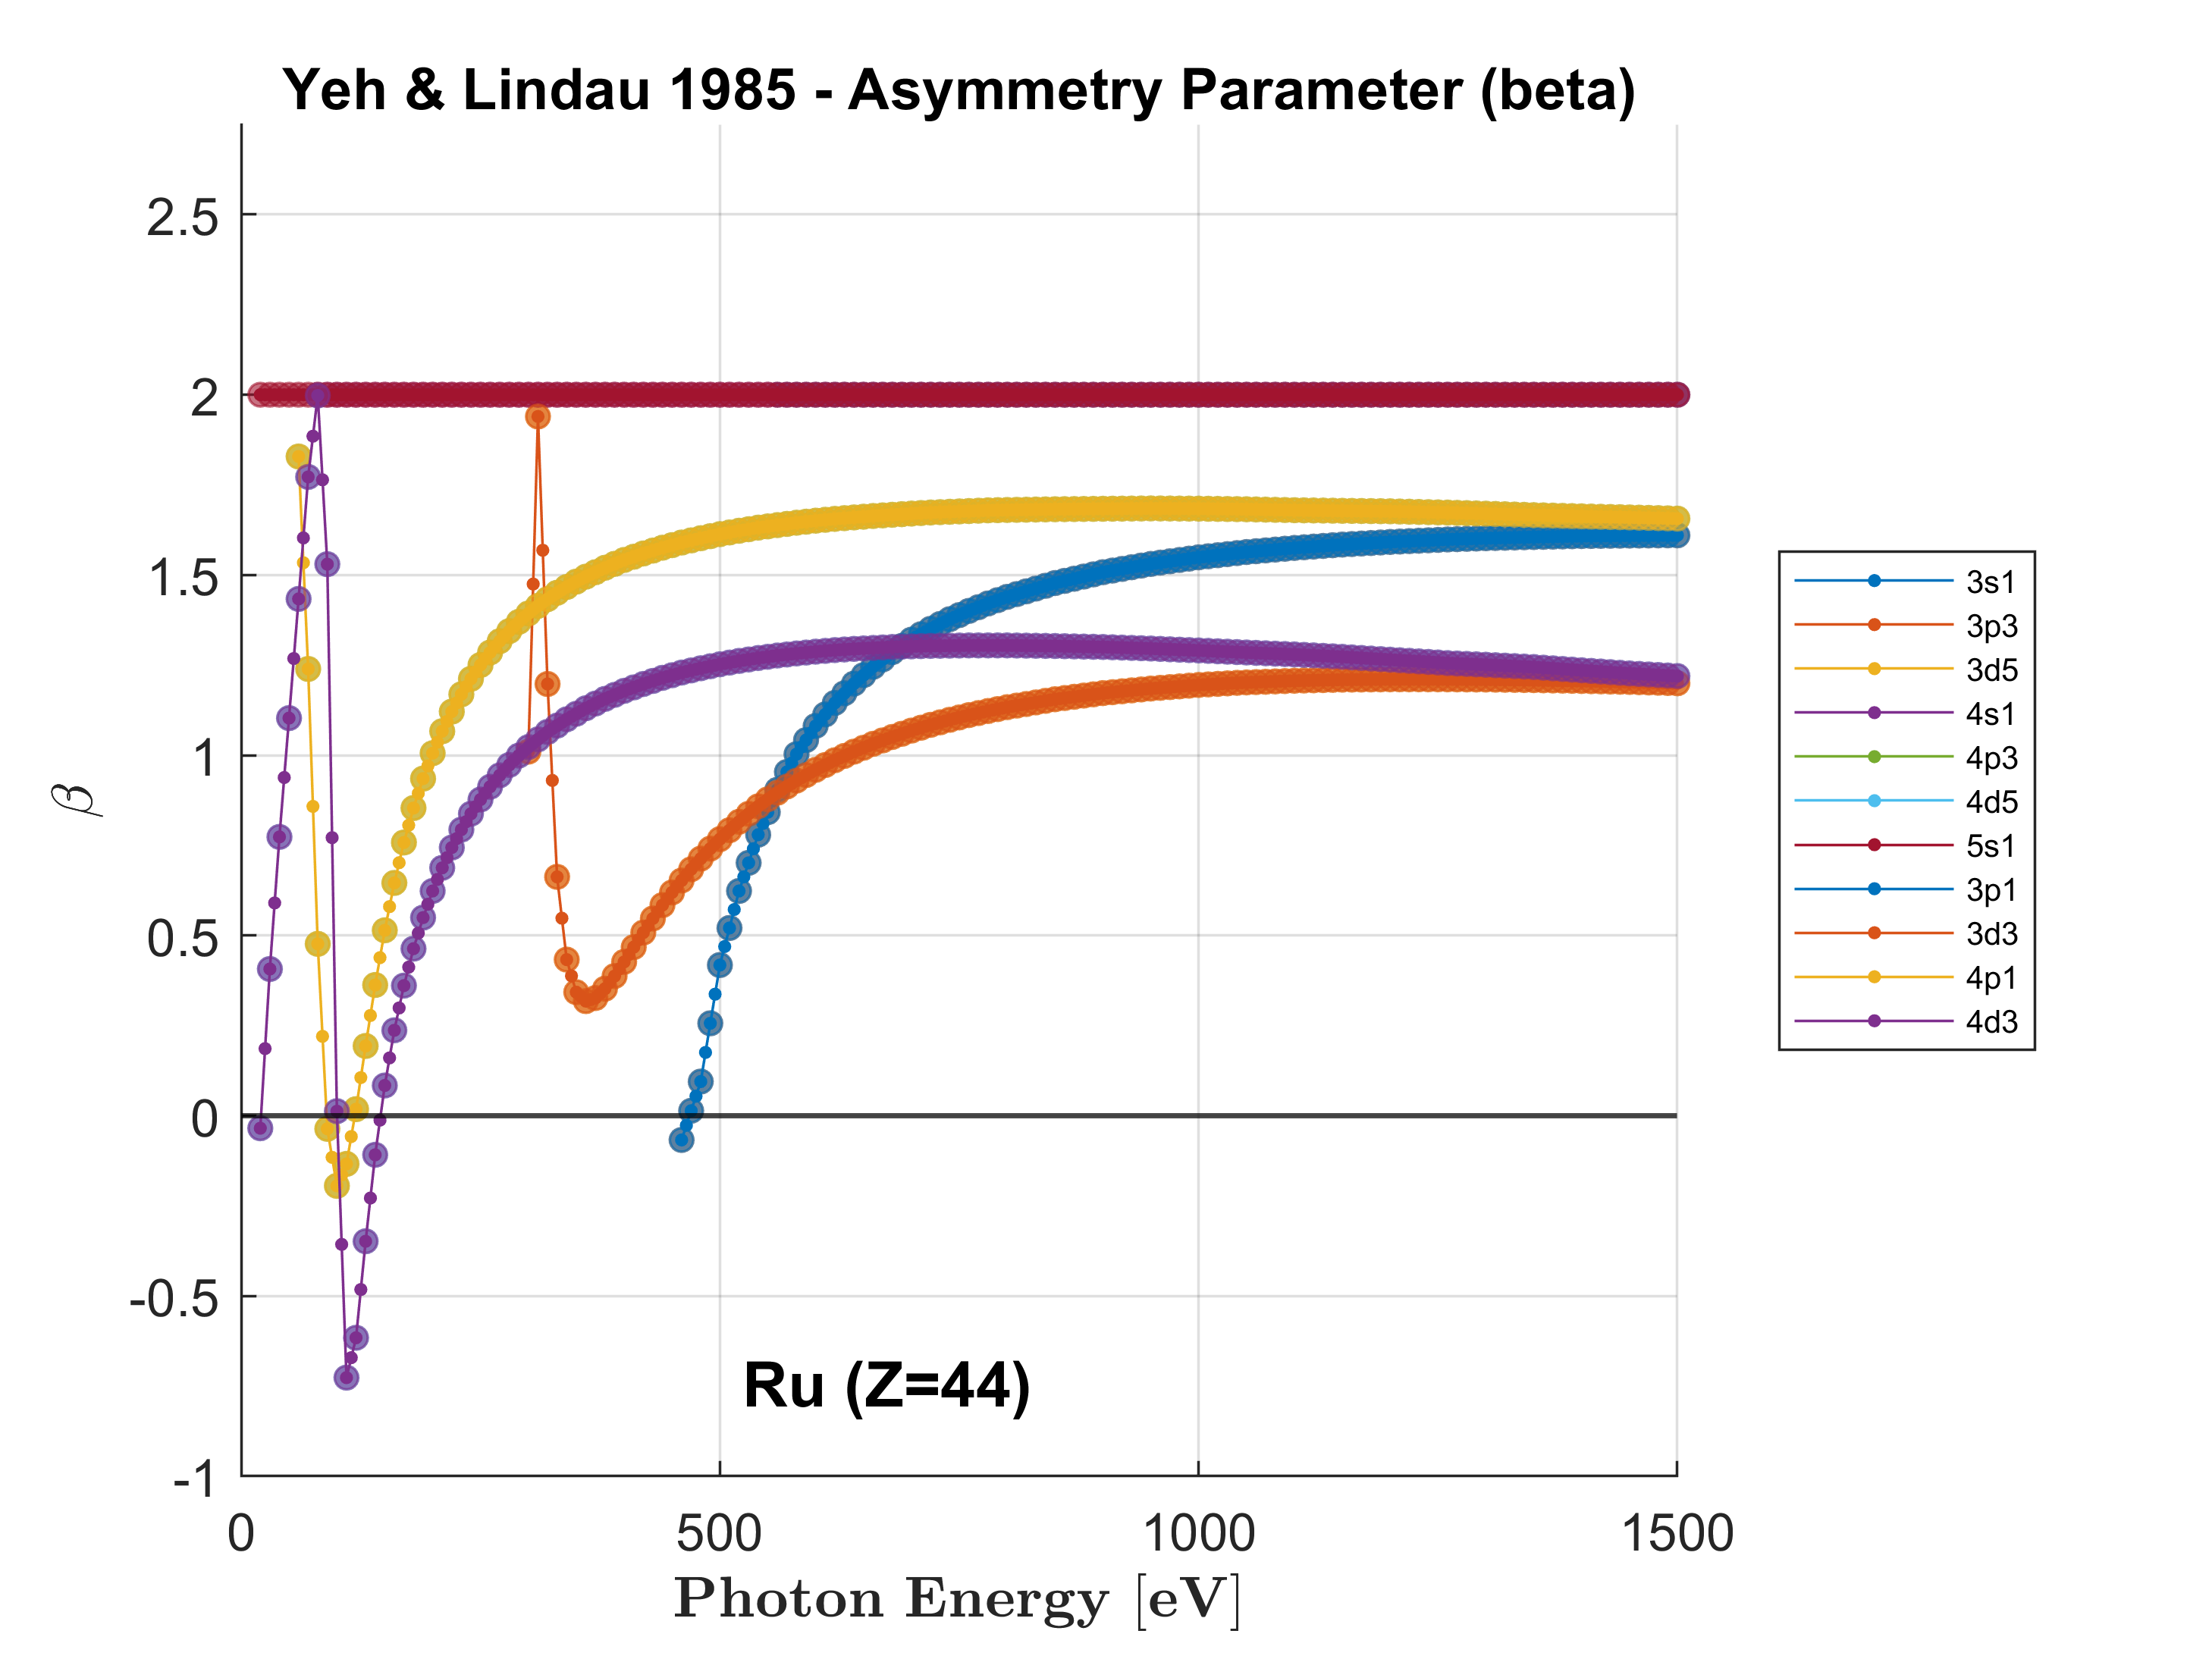 Yeh & Lindau 1985 - Asymmetry Parameter (beta)
2.5
2
1.5
1
0.5
0
-0.5
-1
β
0 500 1000 1500
Photon Energy [eV]
Ru (Z=44)
3s1
3p3
3d5
4s1
4p3
4d5
5s1
3p1
3d3
4p1
4d3